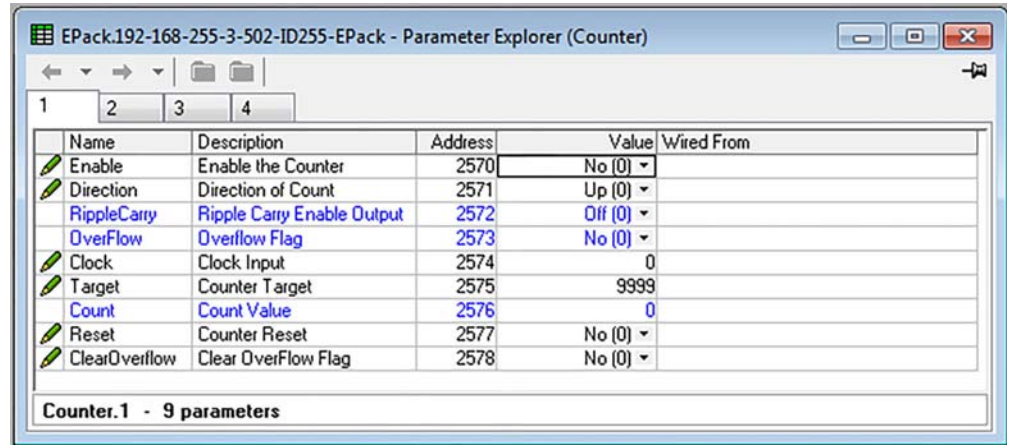 EPack.192-168-255-3-502-ID255-EPack - Parameter Explorer (Counter)
1 2 3 4
Name Description Address Value Wired From
Enable Enable the Counter 2570 No (0)
Direction Direction of Count 2571 Up (0)
RippleCarry Ripple Carry Enable Output 2572 Off (0)
OverFlow Overflow Flag 2573 No (0)
Clock Clock Input 2574 0
Target Counter Target 2575 9999
Count Count Value 2576 0
Reset Counter Reset 2577 No (0)
ClearOverflow Clear OverFlow Flag 2578 No (0)
Counter.1 - 9 parameters